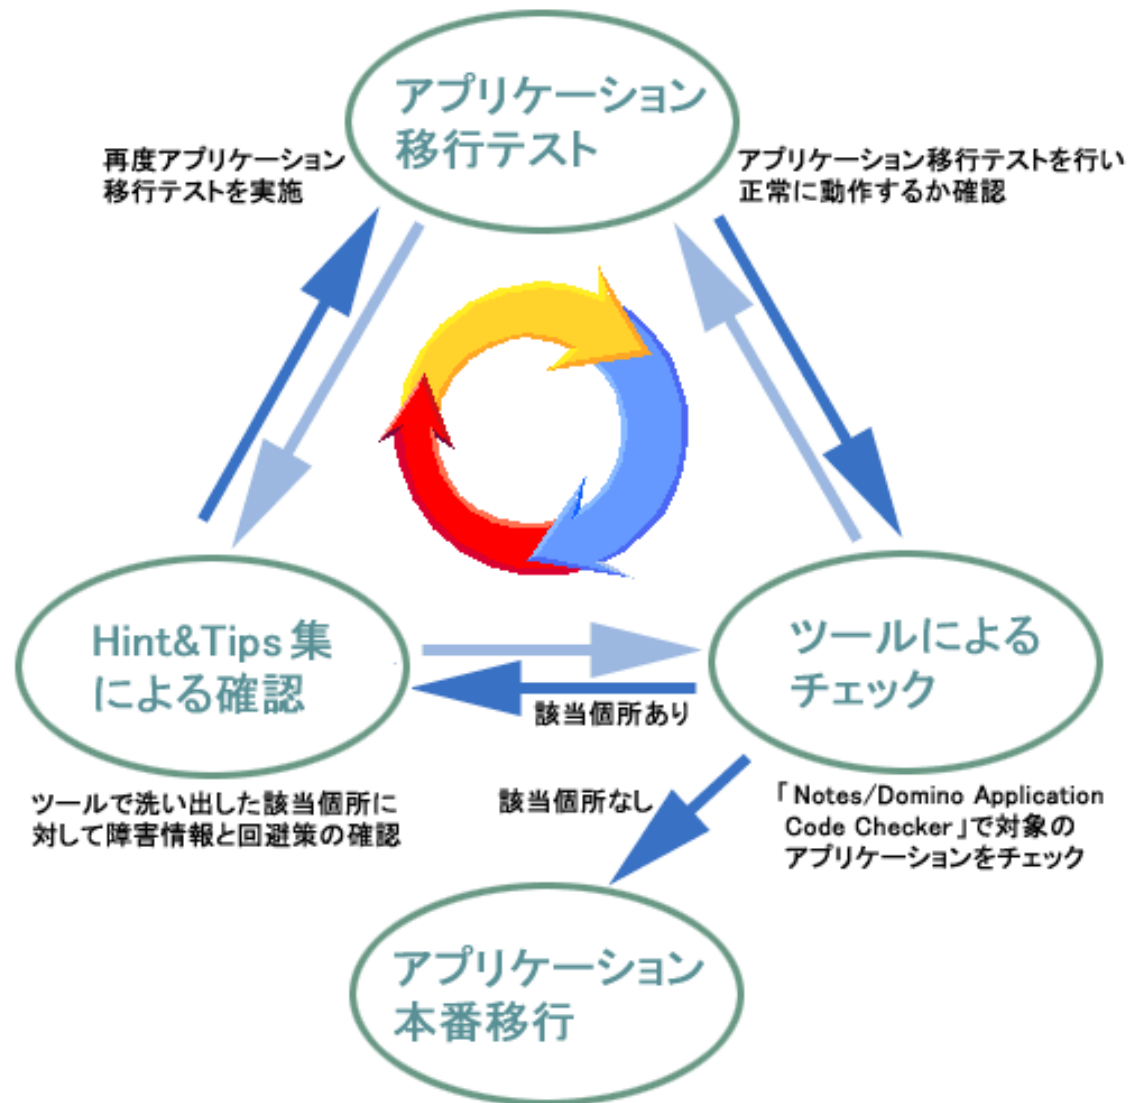 アプリケーション
移行テスト
再度アプリケーション
移行テストを実施
アプリケーション移行テストを行い
正常に動作するか確認
Hint&Tips 集
による確認
ツールによる
チェック
該当個所あり
ツールで洗い出した該当個所に
対して障害情報と回避策の確認
該当個所なし
「Notes/Domino Application
Code Checker」で対象の
アプリケーションをチェック
アプリケーション
本番移行